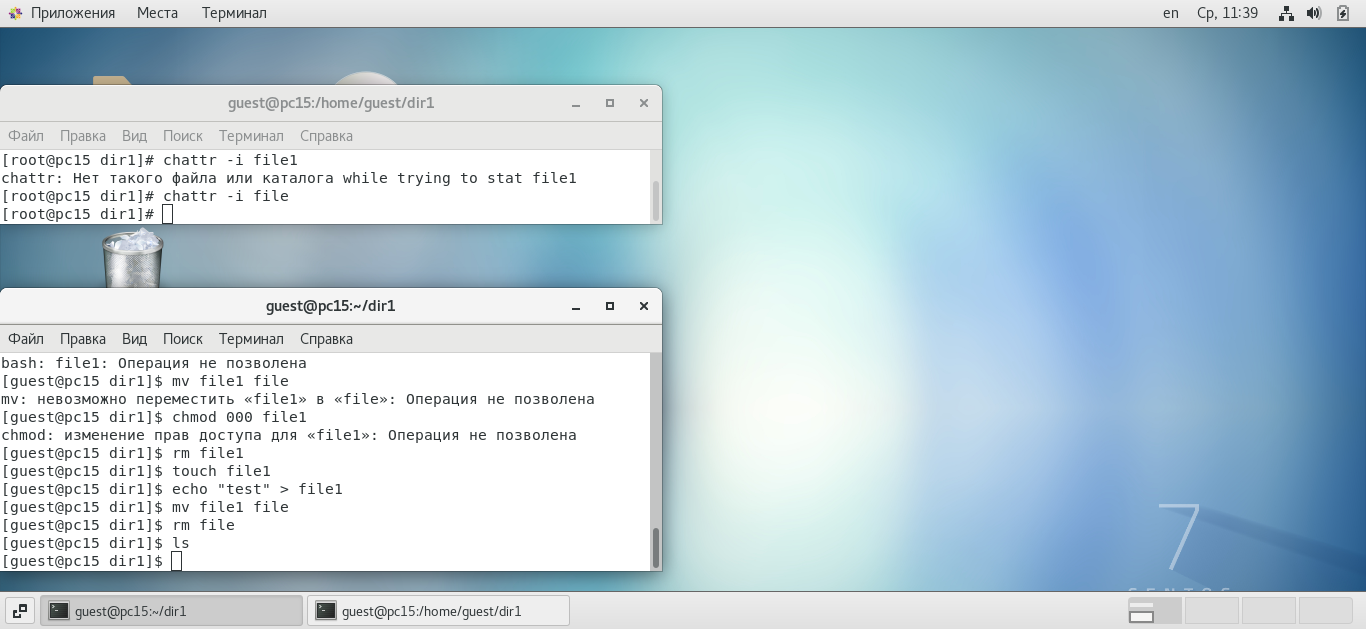 Приложения Места Терминал en Ср, 11:39
guest@pc15:/home/guest/dir1
Файл Правка Вид Поиск Терминал Справка
[root@pc15 dir1]# chattr -i file1
chattr: Нет такого файла или каталога while trying to stat file1
[root@pc15 dir1]# chattr -i file
[root@pc15 dir1]#
guest@pc15:~/dir1
Файл Правка Вид Поиск Терминал Справка
bash: file1: Операция не позволена
[guest@pc15 dir1]$ mv file1 file
mv: невозможно переместить «file1» в «file»: Операция не позволена
[guest@pc15 dir1]$ chmod 000 file1
chmod: изменение прав доступа для «file1»: Операция не позволена
[guest@pc15 dir1]$ rm file1
[guest@pc15 dir1]$ touch file1
[guest@pc15 dir1]$ echo "test" > file1
[guest@pc15 dir1]$ mv file1 file
[guest@pc15 dir1]$ rm file
[guest@pc15 dir1]$ ls
[guest@pc15 dir1]$
7
guest@pc15:~/dir1 guest@pc15:/home/guest/dir1